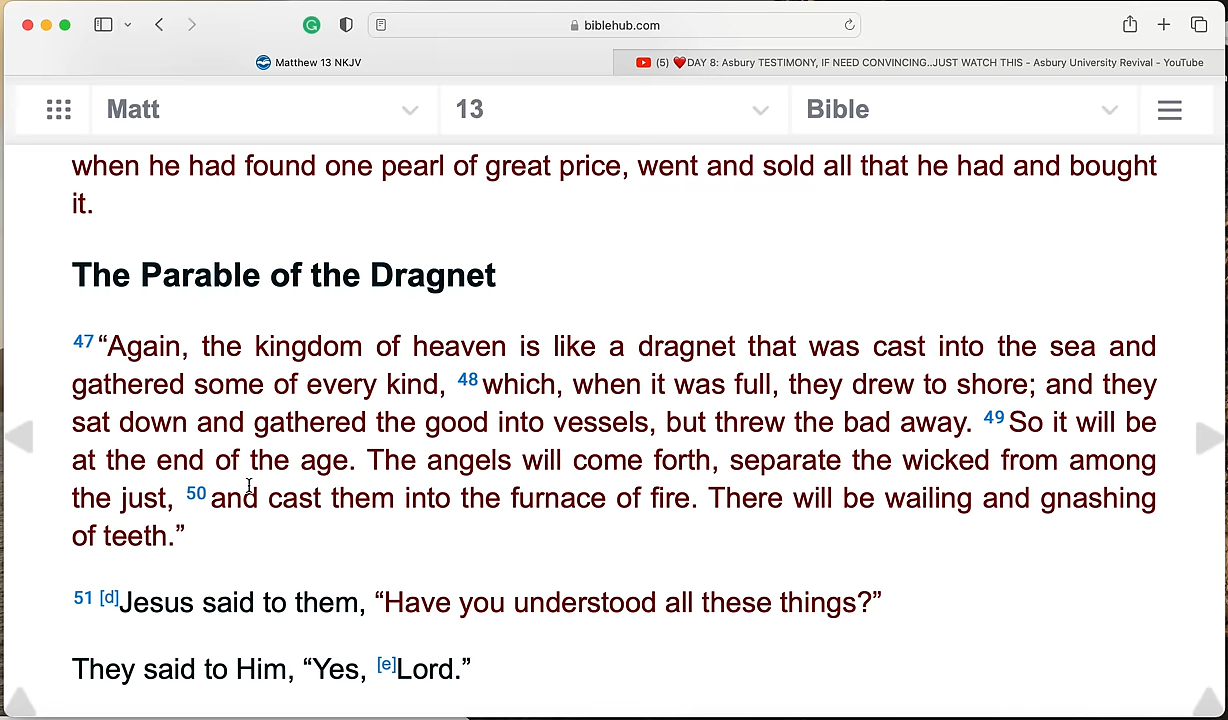 biblehub.com
Matthew 13 NKJV
(5) ❤️DAY 8: Asbury TESTIMONY, IF NEED CONVINCING..JUST WATCH THIS - Asbury University Revival - YouTube
Matt 13 Bible
when he had found one pearl of great price, went and sold all that he had and bought
it.
The Parable of the Dragnet
47 “Again, the kingdom of heaven is like a dragnet that was cast into the sea and
gathered some of every kind, 48 which, when it was full, they drew to shore; and they
sat down and gathered the good into vessels, but threw the bad away. 49 So it will be
at the end of the age. The angels will come forth, separate the wicked from among
the just, 50 and cast them into the furnace of fire. There will be wailing and gnashing
of teeth.”
51 [d]Jesus said to them, “Have you understood all these things?”
They said to Him, “Yes, [e]Lord.”